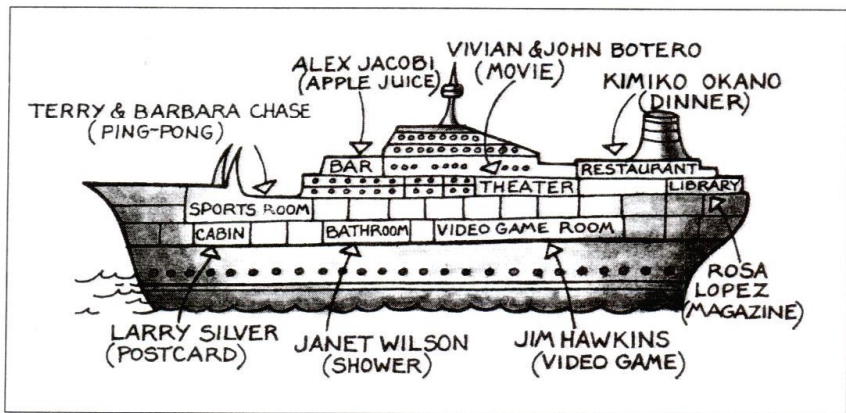 VIVIAN & JOHN BOTERO
(MOVIE)
ALEX JACOBI
(APPLE JUICE)
KIMIKO OKANO
(DINNER)
TERRY & BARBARA CHASE
(PING-PONG)
BAR
RESTAURANT
THEATER
LIBRARY
SPORTS ROOM
CABIN
BATHROOM
VIDEO GAME ROOM
ROSA
LOPEZ
(MAGAZINE)
LARRY SILVER
(POSTCARD)
JANET WILSON
(SHOWER)
JIM HAWKINS
(VIDEO GAME)